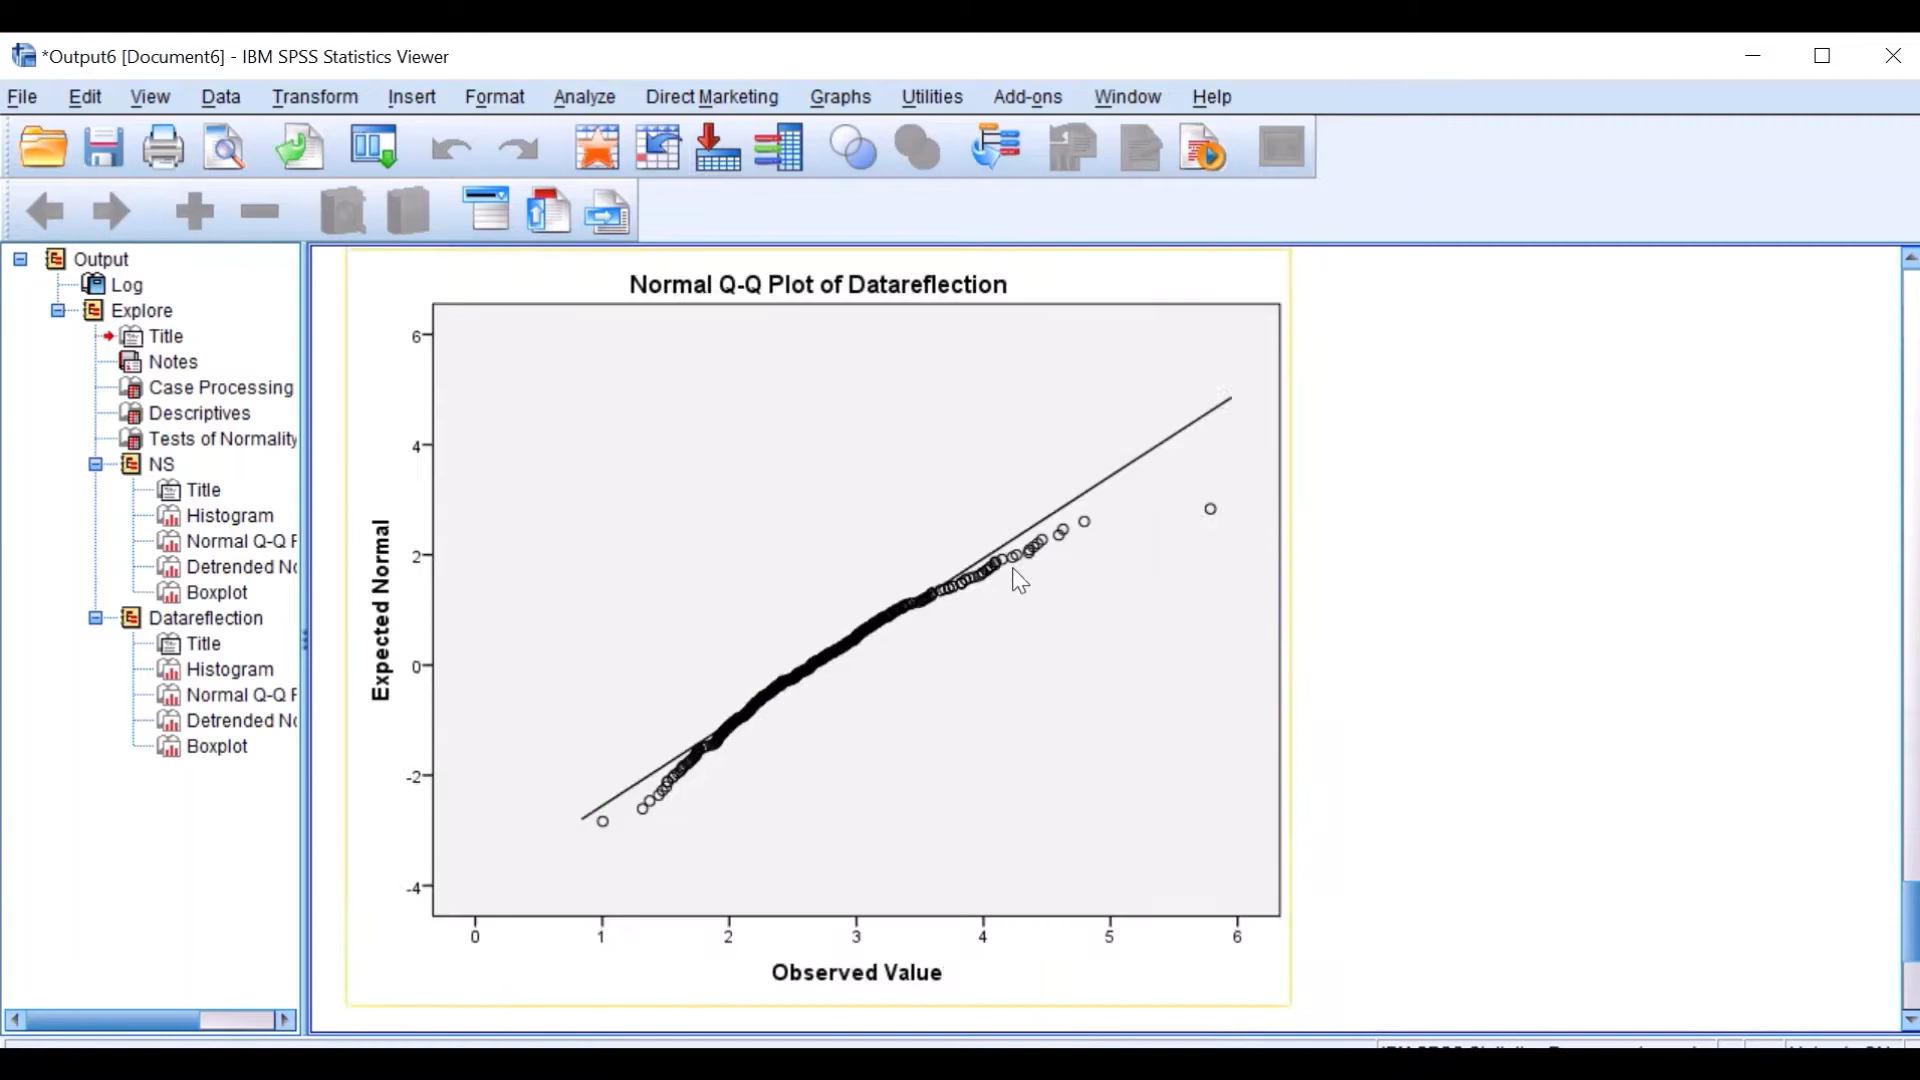 *Output6 [Document6] - IBM SPSS Statistics Viewer
File Edit View Data Transform Insert Format Analyze Direct Marketing Graphs Utilities Add-ons Window Help
Output
Log
Explore
Title
Notes
Case Processing
Descriptives
Tests of Normality
NS
Title
Histogram
Normal Q-Q
Detrended
Boxplot
Datareflection
Title
Histogram
Normal Q-Q
Detrended
Boxplot
Normal Q-Q Plot of Datareflection
Expected Normal
6
4
2
0
-2
-4
0 1 2 3 4 5 6
Observed Value